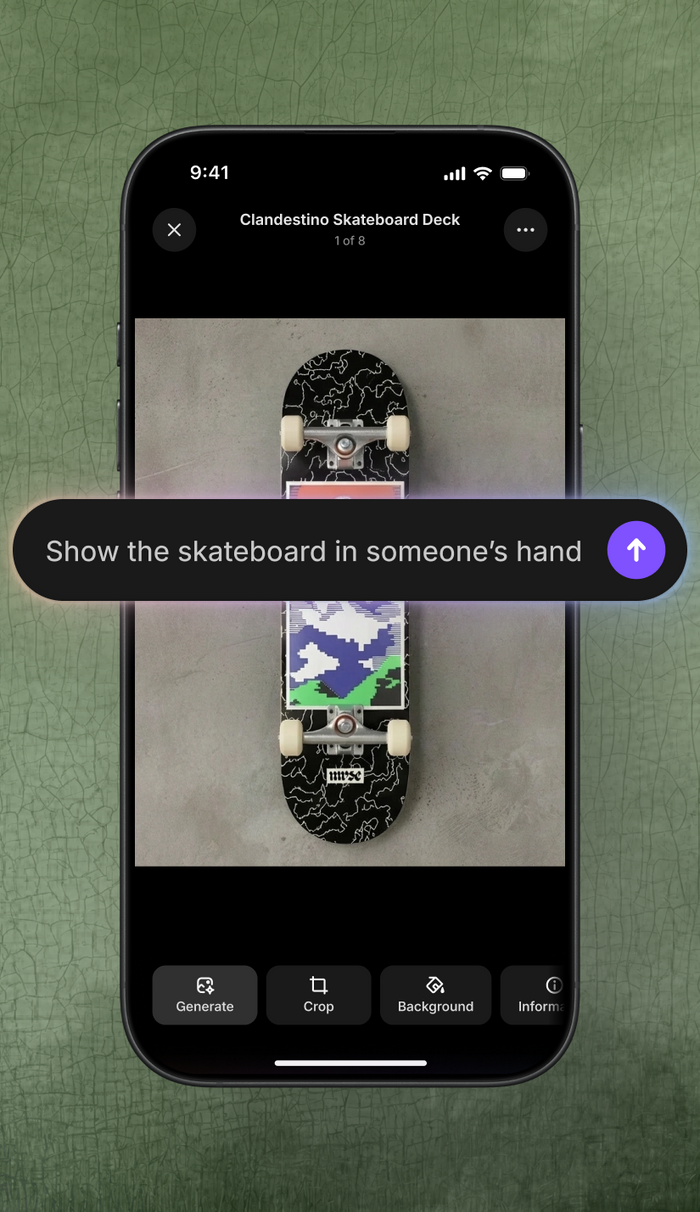 9:41
Clandestino Skateboard Deck
1 of 8
Show the skateboard in someone’s hand
Generate
Crop
Background
Informa